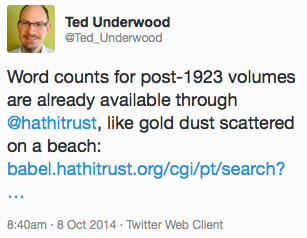 Ted Underwood
@Ted_Underwood
Word counts for post-1923 volumes
are already available through
@hathitrust, like gold dust scattered
on a beach:
babel.hathitrust.org/cgi/pt/search?
…
8:40am · 8 Oct 2014 · Twitter Web Client